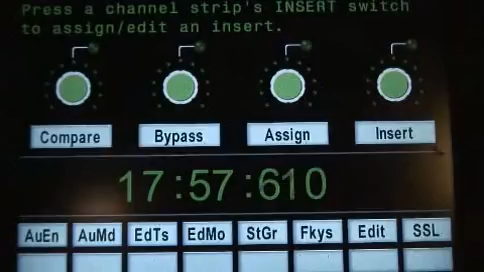 Press a channel strip's INSERT switch
to assign/edit an insert.
Compare Bypass Assign Insert
17:57:610
AuEn AuMd EdTs EdMo StGr Fkys Edit SSL